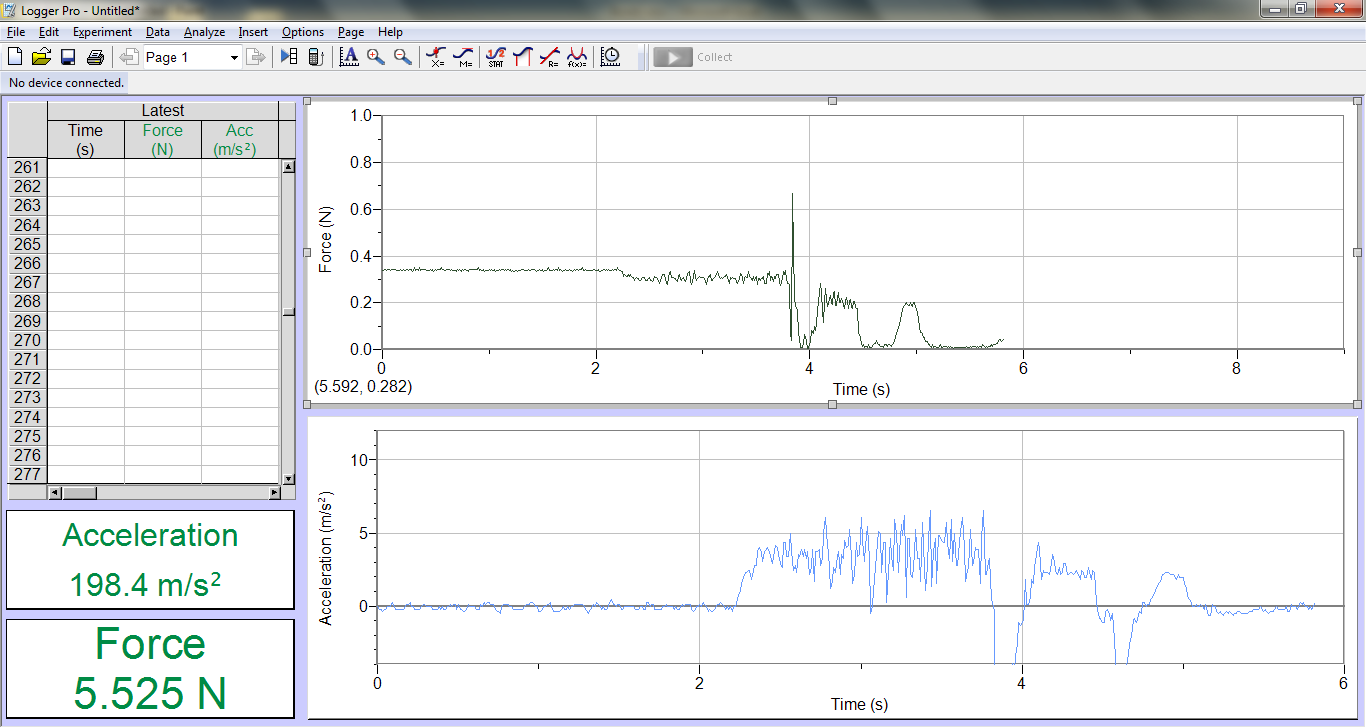 Logger Pro - Untitled*
File Edit Experiment Data Analyze Insert Options Page Help
Page 1
X= M= STAT R= f(x)= Collect
No device connected.
Latest
Time Force Acc
(s) (N) (m/s²)
261
262
263
264
265
266
267
268
269
270
271
272
273
274
275
276
277
Acceleration
198.4 m/s²
Force
5.525 N
Force (N)
1.0
0.8
0.6
0.4
0.2
0.0
0 2 4 6 8
(5.592, 0.282)
Time (s)
Acceleration (m/s²)
10
5
0
0 2 4 6
Time (s)